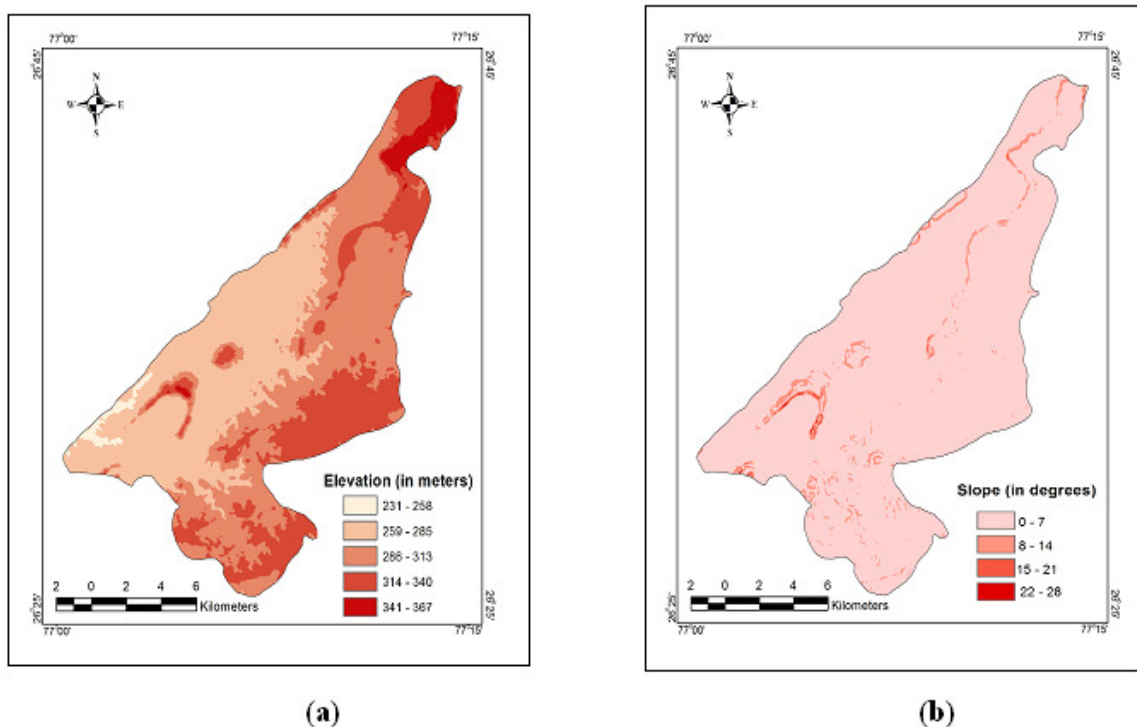 77°00' 77°15'
26°45' 26°45'
N
W E
S
Elevation (in meters)
231 - 258
259 - 285
286 - 313
314 - 340
341 - 367
2 0 2 4 6
Kilometers
26°25' 26°25'
77°00' 77°15'
(a)
77°00' 77°15'
26°45' 26°45'
N
W E
S
Slope (in degrees)
0 - 7
8 - 14
15 - 21
22 - 28
2 0 2 4 6
Kilometers
26°25' 26°25'
77°00' 77°15'
(b)